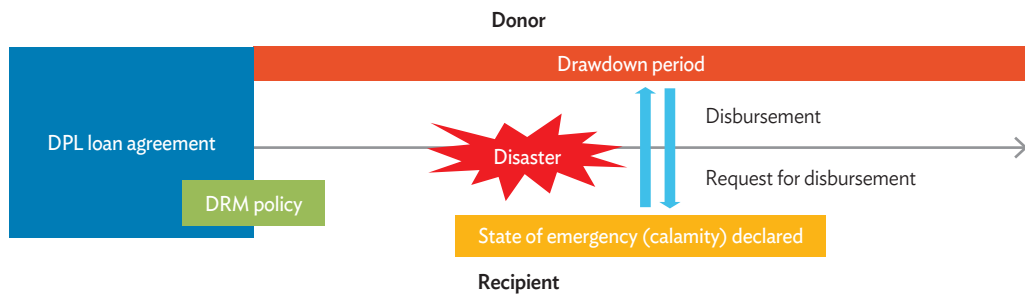 Donor
Drawdown period
Disbursement
DPL loan agreement
Disaster
Request for disbursement
DRM policy
State of emergency (calamity) declared
Recipient